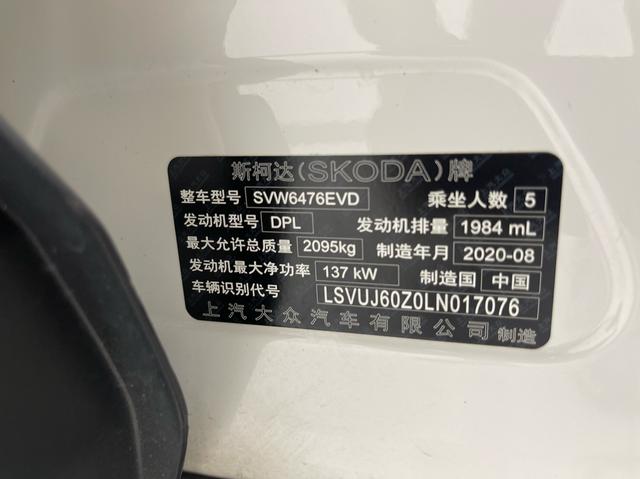 斯柯达(SKODA)牌
整车型号 SVW6476EVD 乘坐人数 5
发动机型号 DPL 发动机排量 1984 mL
最大允许总质量 2095kg 制造年月 2020-08
发动机最大净功率 137 kW 制造国 中国
车辆识别代号 LSVUJ60Z0LN017076
上汽大众汽车有限公司 制造